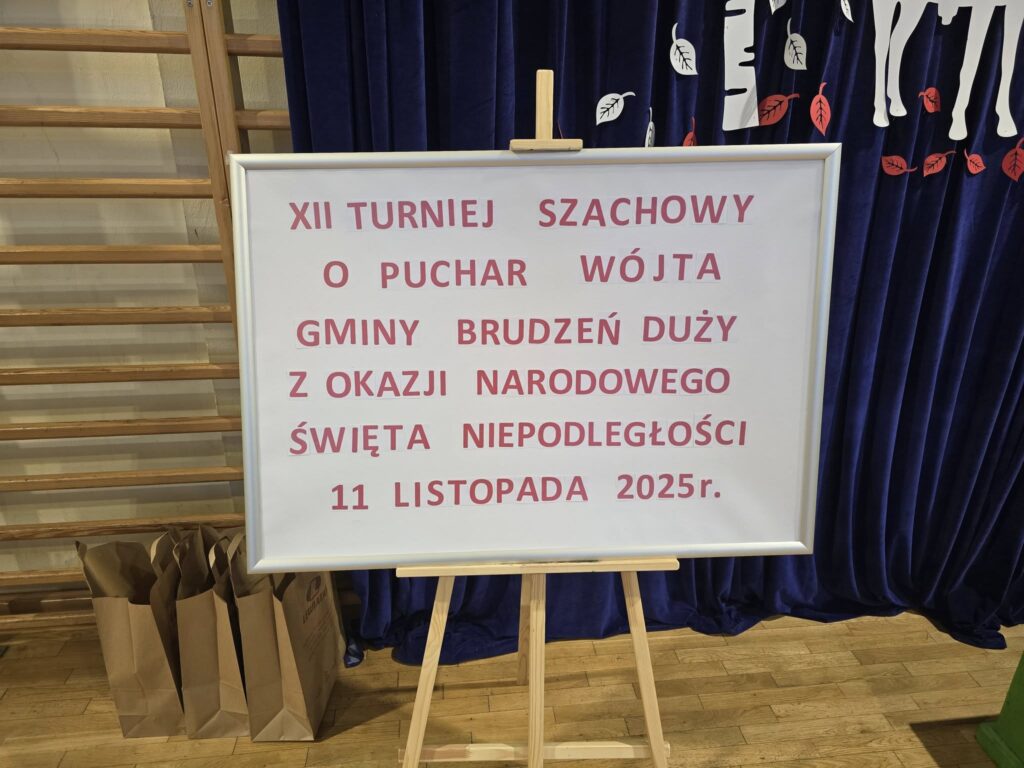 XII TURNIEJ SZACHOWY
O PUCHAR WÓJTA
GMINY BRUDZEŃ DUŻY
Z OKAZJI NARODOWEGO
ŚWIĘTA NIEPODLEGŁOŚCI
11 LISTOPADA 2025r.